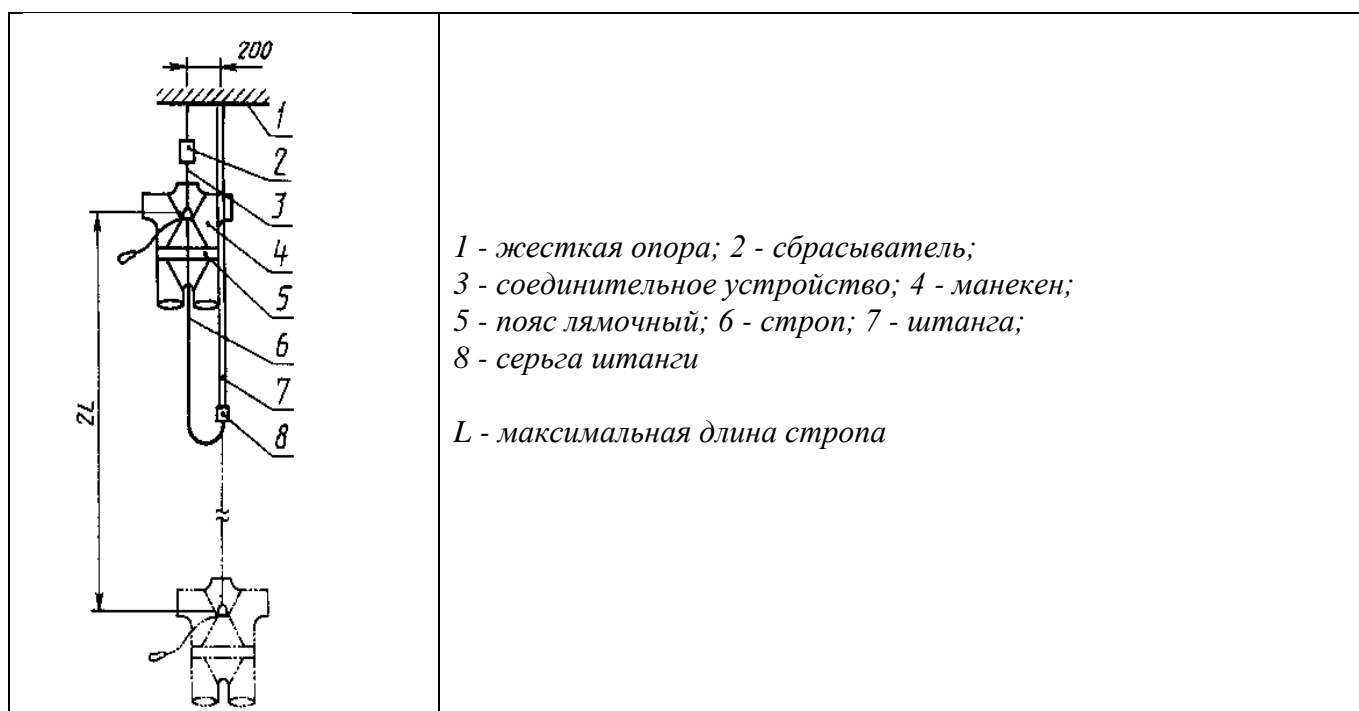 200
1
2
3
4
5
6
7
8
2L
1 - жесткая опора; 2 - сбрасыватель;
3 - соединительное устройство; 4 - манекен;
5 - пояс лямочный; 6 - строп; 7 - штанга;
8 - серьга штанги
L - максимальная длина стропа